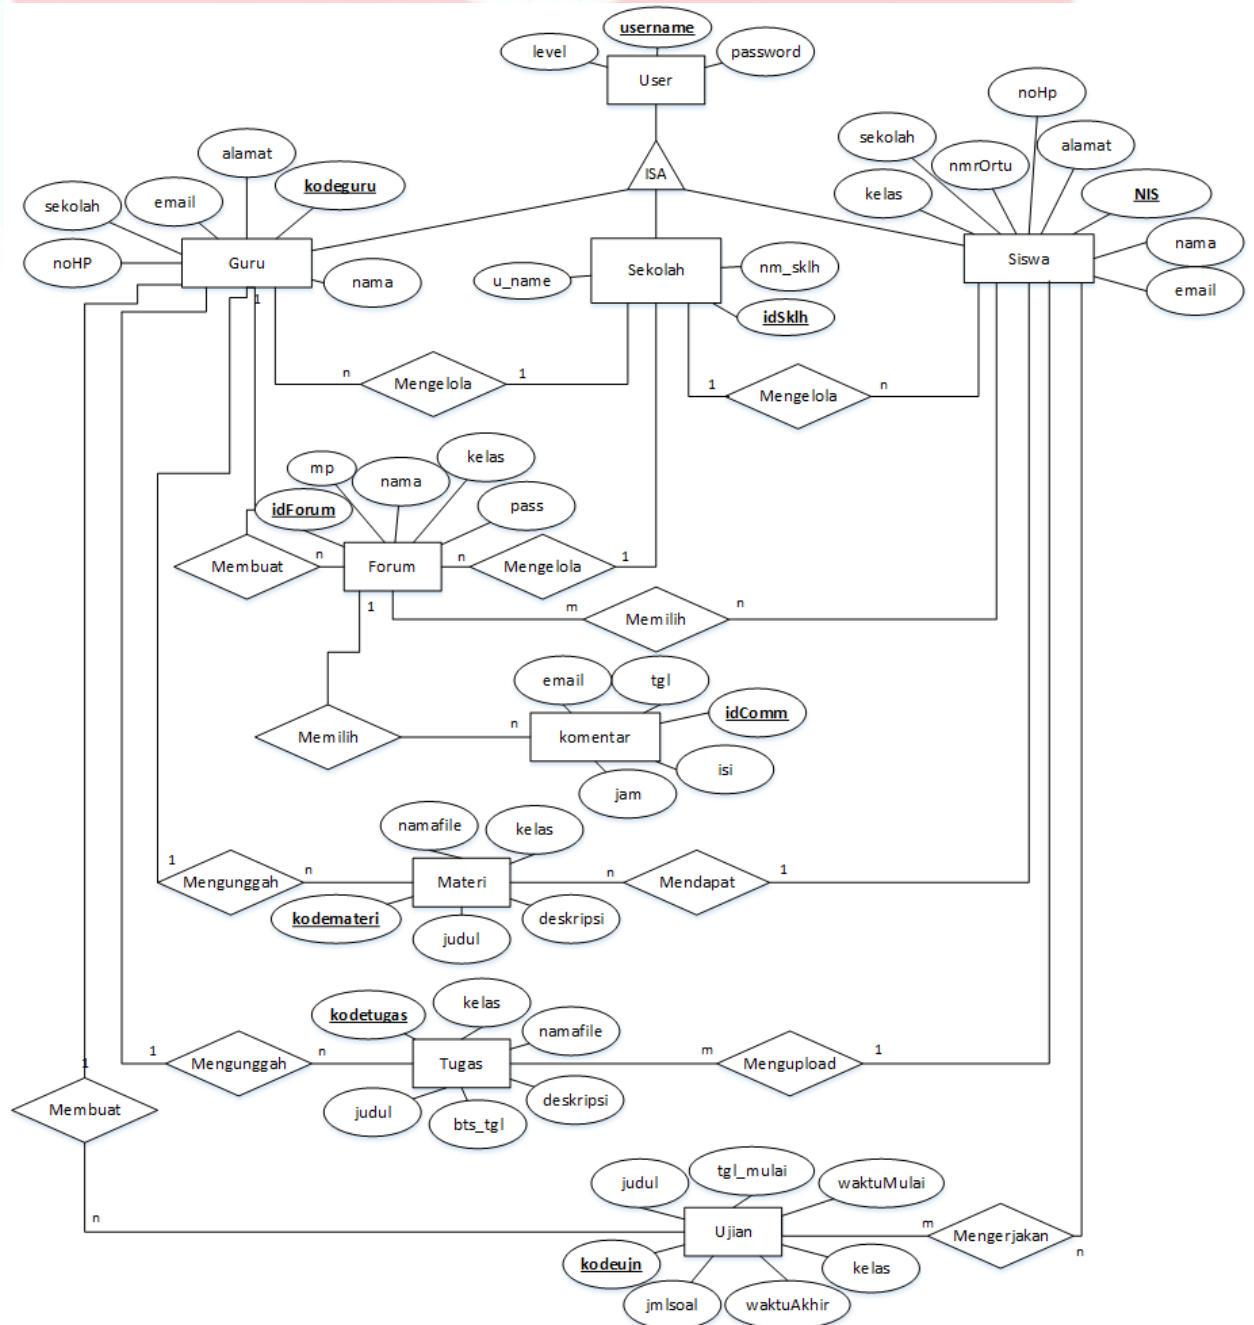 username
level
password
User
noHp
sekolah
alamat
nmrOrtu
ISA
alamat
kodeguru
kelas
NIS
email
sekolah
nama
Guru
Sekolah
nm_sklh
Siswa
noHP
u_name
nama
email
1
idSklh
n
Mengelola
1
1
Mengelola
n
kelas
mp
nama
idForum
pass
Membuat
n
Forum
n
Mengelola
1
1
m
Memilih
n
email
tgl
idComm
Memilih
n
komentar
isi
jam
namafile
kelas
1
Mengunggah
n
Materi
n
Mendapat
1
kodemateri
deskripsi
judul
kelas
kodetugas
namafile
1
Mengunggah
n
Tugas
m
Mengupload
1
1
deskripsi
Membuat
judul
bts_tgl
tgl_mulai
judul
waktuMulai
n
Ujian
m
Mengerjakan
n
kodeujn
kelas
jmlsoal
waktuAkhir